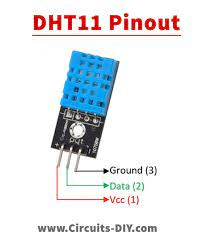 DHT11 Pinout
Ground (3)
Data (2)
Vcc (1)
www.Circuits-DIY.com